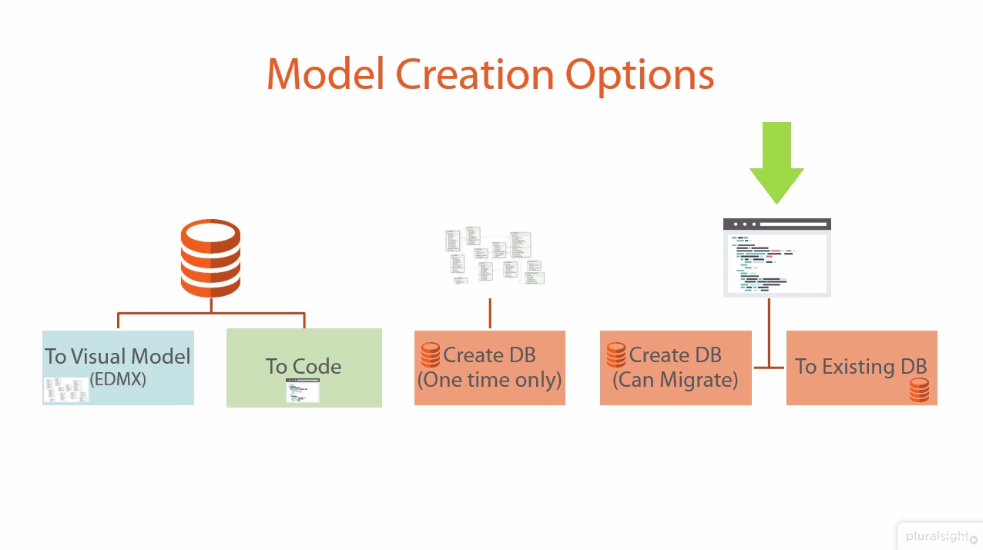 Model Creation Options
To Visual Model
(EDMX)
To Code
Create DB
(One time only)
Create DB
(Can Migrate)
To Existing DB
pluralsight